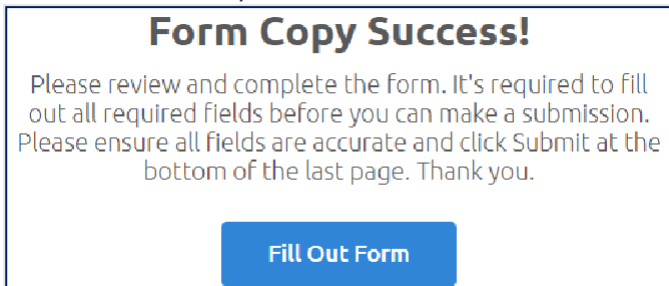 Form Copy Success!
Please review and complete the form. It's required to fill
out all required fields before you can make a submission.
Please ensure all fields are accurate and click Submit at the
bottom of the last page. Thank you.
Fill Out Form